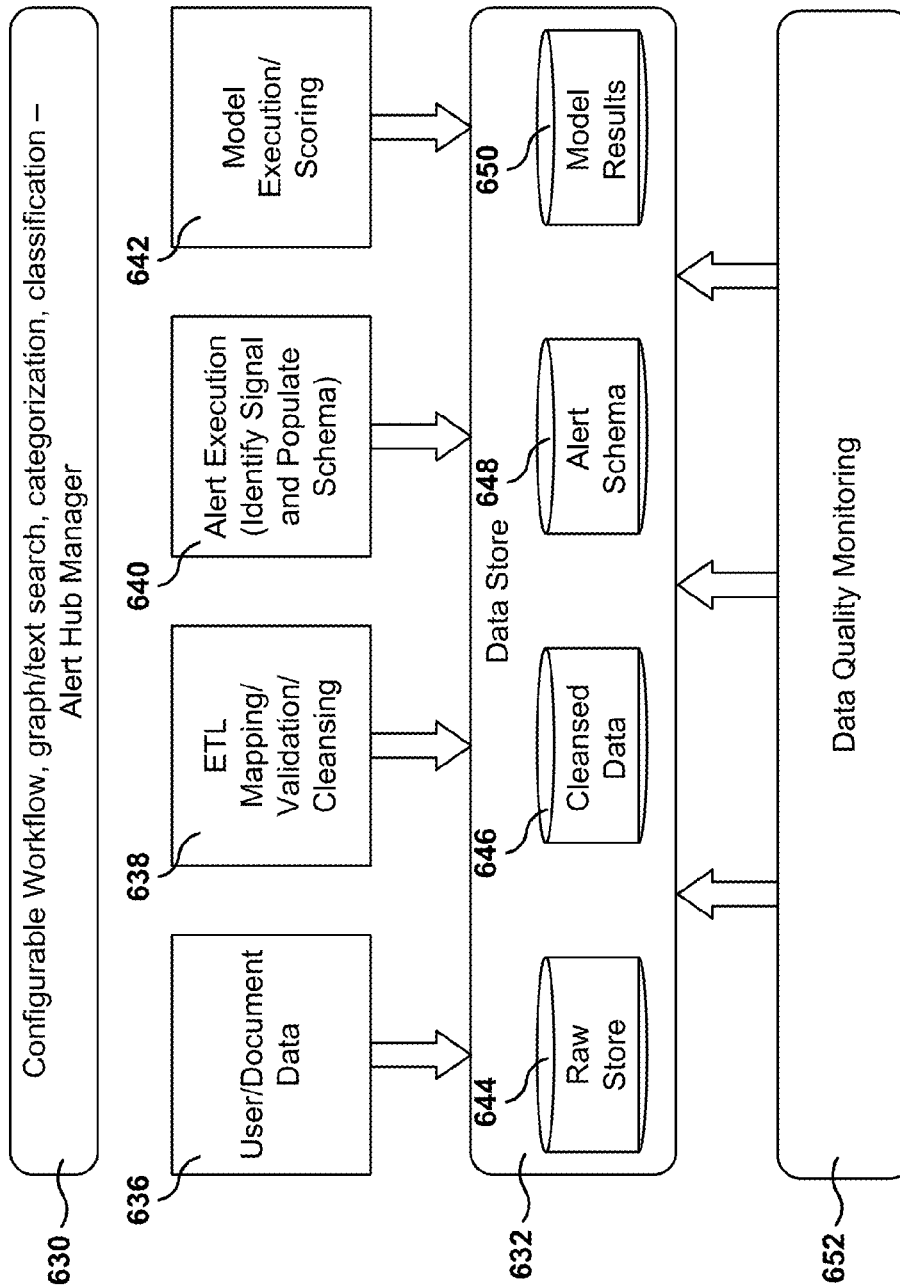 Configurable Workflow, graph/text search, categorization, classification –
Alert Hub Manager
630
User/Document
Data
636
ETL
Mapping/
Validation/
Cleansing
638
Alert Execution
(Identify Signal
and Populate
Schema)
640
Model
Execution/
Scoring
642
Data Store
632
Raw
Store
644
Cleansed
Data
646
Alert
Schema
648
Model
Results
650
Data Quality Monitoring
652